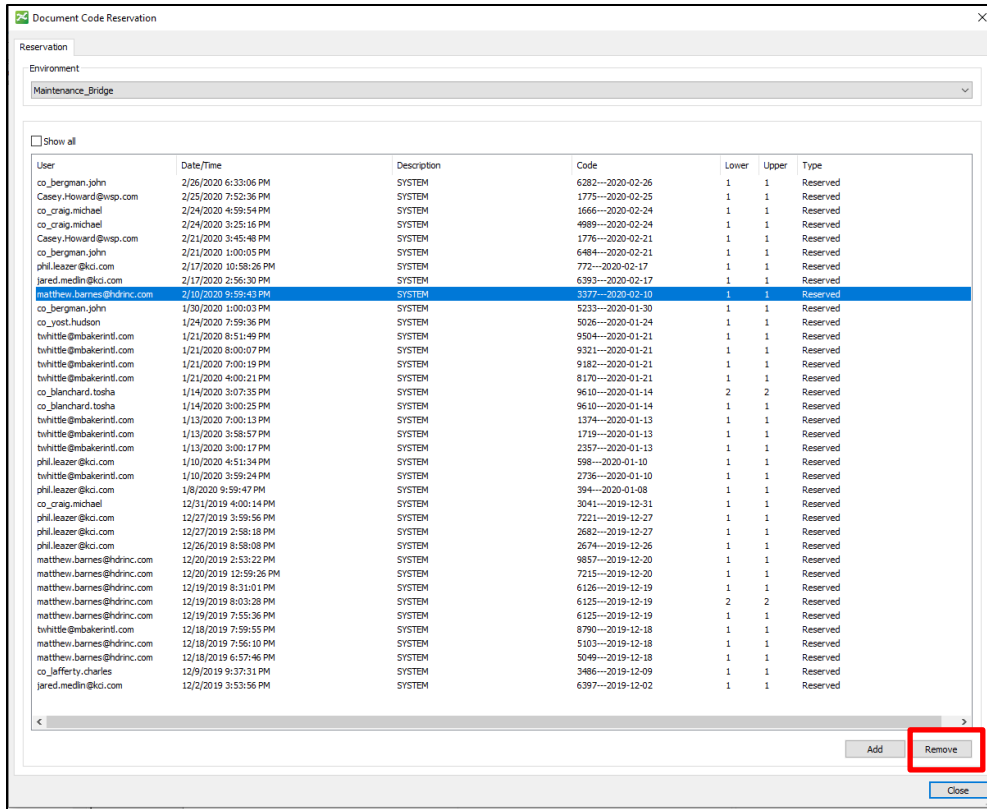 Document Code Reservation
Reservation
Environment
Maintenance_Bridge
Show all
User Date/Time Description Code Lower Upper Type
co_bergman.john 2/26/2020 6:33:06 PM SYSTEM 6282---2020-02-26 1 1 Reserved
Casey.Howard@wsp.com 2/25/2020 7:52:36 PM SYSTEM 1775---2020-02-25 1 1 Reserved
co_craig.michael 2/24/2020 4:59:54 PM SYSTEM 1666---2020-02-24 1 1 Reserved
co_craig.michael 2/24/2020 3:25:16 PM SYSTEM 4989---2020-02-24 1 1 Reserved
Casey.Howard@wsp.com 2/21/2020 3:45:48 PM SYSTEM 1776---2020-02-21 1 1 Reserved
co_bergman.john 2/21/2020 1:00:05 PM SYSTEM 6484---2020-02-21 1 1 Reserved
phil.leazer@kci.com 2/17/2020 10:58:26 PM SYSTEM 772---2020-02-17 1 1 Reserved
jared.medlin@kci.com 2/17/2020 2:56:30 PM SYSTEM 6393---2020-02-17 1 1 Reserved
matthew.barnes@hdrinc.com 2/10/2020 9:59:43 PM SYSTEM 3377---2020-02-10 1 1 Reserved
co_bergman.john 1/30/2020 1:00:03 PM SYSTEM 5233---2020-01-30 1 1 Reserved
co_yost.hudson 1/24/2020 7:59:36 PM SYSTEM 5026---2020-01-24 1 1 Reserved
twhittle@mbakerintl.com 1/21/2020 8:51:49 PM SYSTEM 9504---2020-01-21 1 1 Reserved
twhittle@mbakerintl.com 1/21/2020 8:00:07 PM SYSTEM 9321---2020-01-21 1 1 Reserved
twhittle@mbakerintl.com 1/21/2020 7:00:19 PM SYSTEM 9182---2020-01-21 1 1 Reserved
twhittle@mbakerintl.com 1/21/2020 4:00:21 PM SYSTEM 8170---2020-01-21 1 1 Reserved
co_blanchard.tosha 1/14/2020 3:07:35 PM SYSTEM 9610---2020-01-14 2 2 Reserved
co_blanchard.tosha 1/14/2020 3:00:25 PM SYSTEM 9610---2020-01-14 1 1 Reserved
twhittle@mbakerintl.com 1/13/2020 7:00:13 PM SYSTEM 1374---2020-01-13 1 1 Reserved
twhittle@mbakerintl.com 1/13/2020 3:58:57 PM SYSTEM 1719---2020-01-13 1 1 Reserved
twhittle@mbakerintl.com 1/13/2020 3:00:17 PM SYSTEM 2357---2020-01-13 1 1 Reserved
phil.leazer@kci.com 1/10/2020 4:51:34 PM SYSTEM 598---2020-01-10 1 1 Reserved
twhittle@mbakerintl.com 1/10/2020 3:59:24 PM SYSTEM 2736---2020-01-10 1 1 Reserved
phil.leazer@kci.com 1/8/2020 9:59:47 PM SYSTEM 394---2020-01-08 1 1 Reserved
co_craig.michael 12/31/2019 4:00:14 PM SYSTEM 3041---2019-12-31 1 1 Reserved
phil.leazer@kci.com 12/27/2019 3:59:56 PM SYSTEM 7221---2019-12-27 1 1 Reserved
phil.leazer@kci.com 12/27/2019 2:58:18 PM SYSTEM 2682---2019-12-27 1 1 Reserved
phil.leazer@kci.com 12/26/2019 8:58:08 PM SYSTEM 2674---2019-12-26 1 1 Reserved
matthew.barnes@hdrinc.com 12/20/2019 2:53:22 PM SYSTEM 9857---2019-12-20 1 1 Reserved
matthew.barnes@hdrinc.com 12/20/2019 12:59:26 PM SYSTEM 7215---2019-12-20 1 1 Reserved
matthew.barnes@hdrinc.com 12/19/2019 8:31:01 PM SYSTEM 6126---2019-12-19 1 1 Reserved
matthew.barnes@hdrinc.com 12/19/2019 8:03:28 PM SYSTEM 6125---2019-12-19 2 2 Reserved
matthew.barnes@hdrinc.com 12/19/2019 7:55:36 PM SYSTEM 6125---2019-12-19 1 1 Reserved
twhittle@mbakerintl.com 12/18/2019 7:59:55 PM SYSTEM 8790---2019-12-18 1 1 Reserved
matthew.barnes@hdrinc.com 12/18/2019 7:56:10 PM SYSTEM 5103---2019-12-18 1 1 Reserved
matthew.barnes@hdrinc.com 12/18/2019 6:57:46 PM SYSTEM 5049---2019-12-18 1 1 Reserved
co_lafferty.charles 12/9/2019 9:37:31 PM SYSTEM 3486---2019-12-09 1 1 Reserved
jared.medlin@kci.com 12/2/2019 3:53:56 PM SYSTEM 6397---2019-12-02 1 1 Reserved
Add Remove
Close